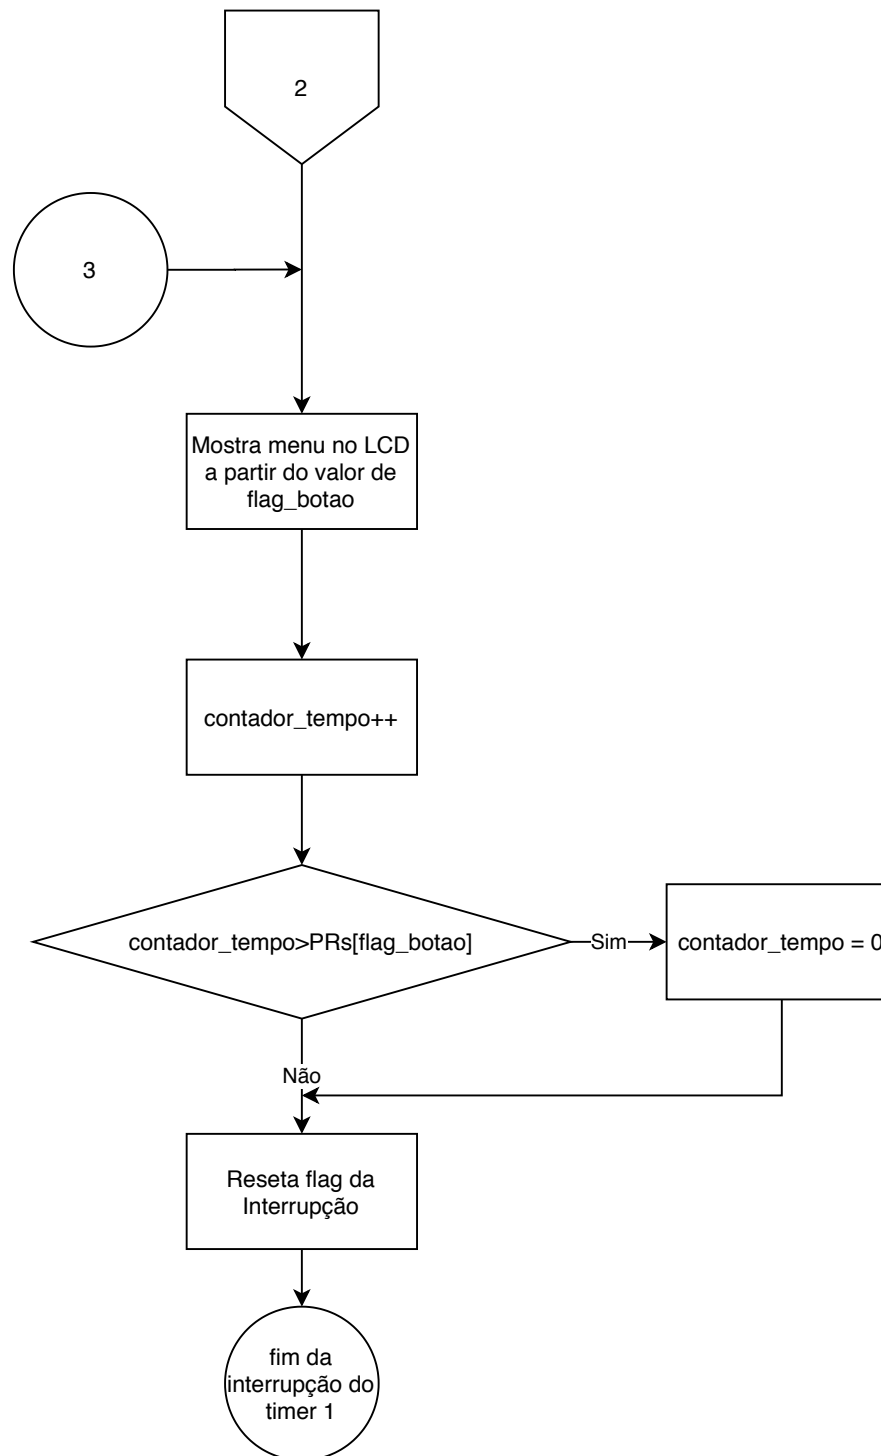 2
3
Mostra menu no LCD
a partir do valor de
flag_botao
contador_tempo++
contador_tempo>PRs[flag_botao]
Sim
contador_tempo = 0
Não
Reseta flag da
Interrupção
fim da
interrupção do
timer 1